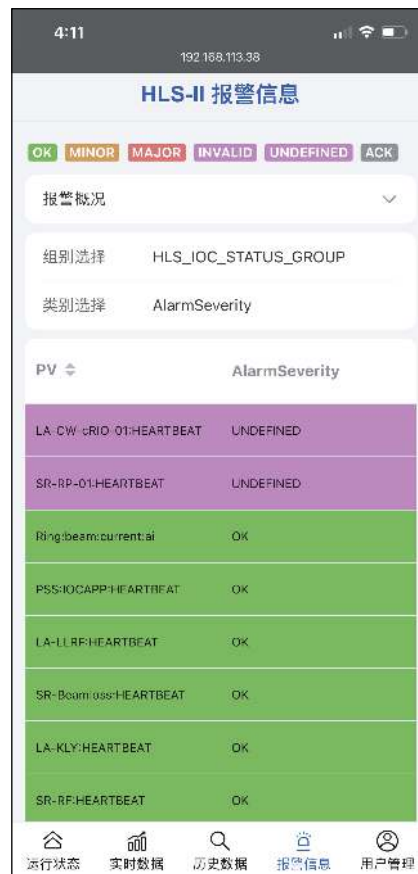 4:11
192.168.113.38
HLS-II 报警信息
OK MINOR MAJOR INVALID UNDEFINED ACK
报警概况
组别选择 HLS_IOC_STATUS_GROUP
类别选择 AlarmSeverity
PV AlarmSeverity
LA-CW-cRIO-01:HEARTBEAT UNDEFINED
SR-RP-01:HEARTBEAT UNDEFINED
Ring:beam:current:ai OK
PSS:IOCAPP:HEARTBEAT OK
LA-LLRF:HEARTBEAT OK
SR-Beamloss:HEARTBEAT OK
LA-KLY:HEARTBEAT OK
SR-RF:HEARTBEAT OK
运行状态 实时数据 历史数据 报警信息 用户管理